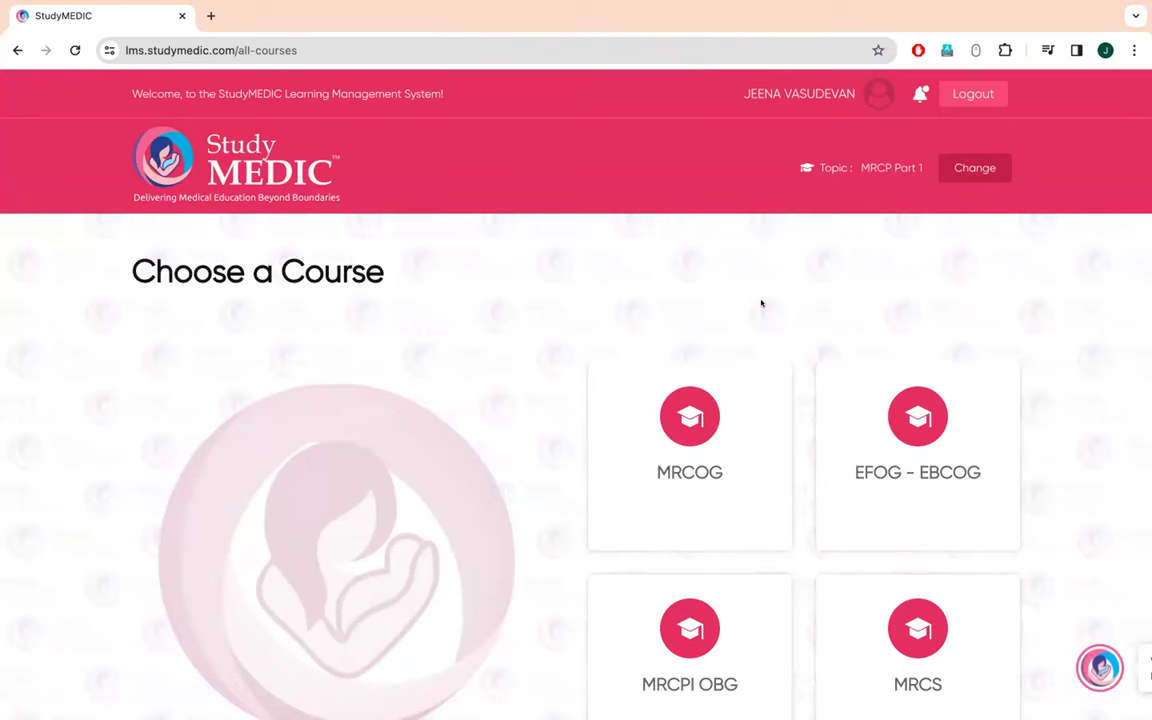 StudyMEDIC
lms.studymedic.com/all-courses
J
Welcome, to the StudyMEDIC Learning Management System!
JEENA VASUDEVAN
Logout
Study
MEDIC™
Delivering Medical Education Beyond Boundaries
Topic : MRCP Part 1
Change
Choose a Course
MRCOG
EFOG - EBCOG
MRCPI OBG
MRCS